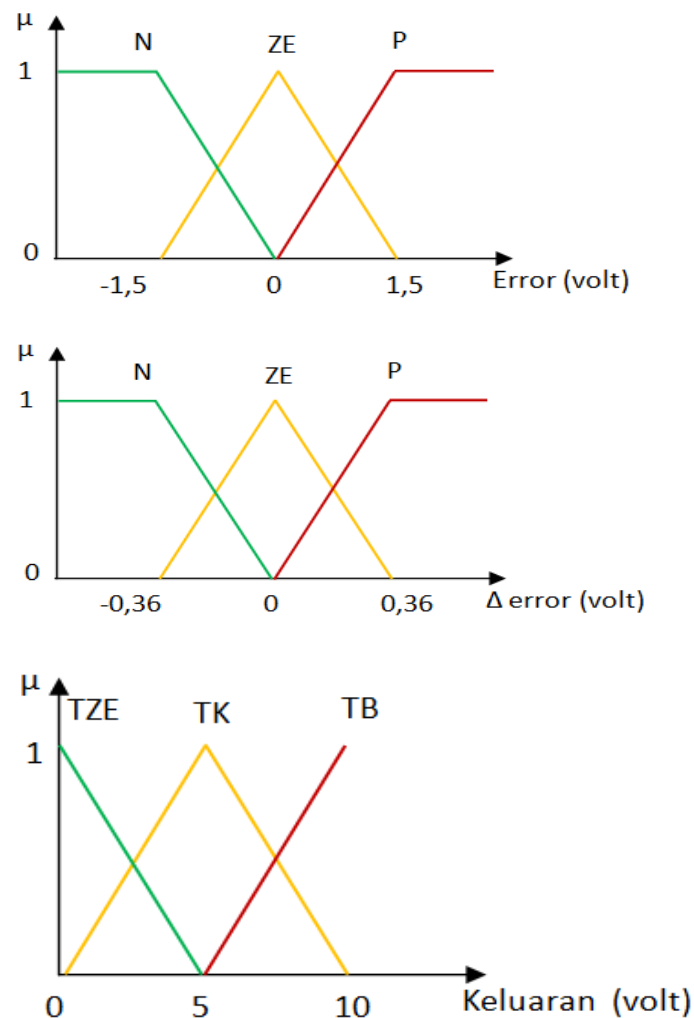 μ
N ZE P
1
0
-1,5 0 1,5 Error (volt)
μ
N ZE P
1
0
-0,36 0 0,36 Δ error (volt)
μ
TZE TK TB
1
0 5 10 Keluaran (volt)